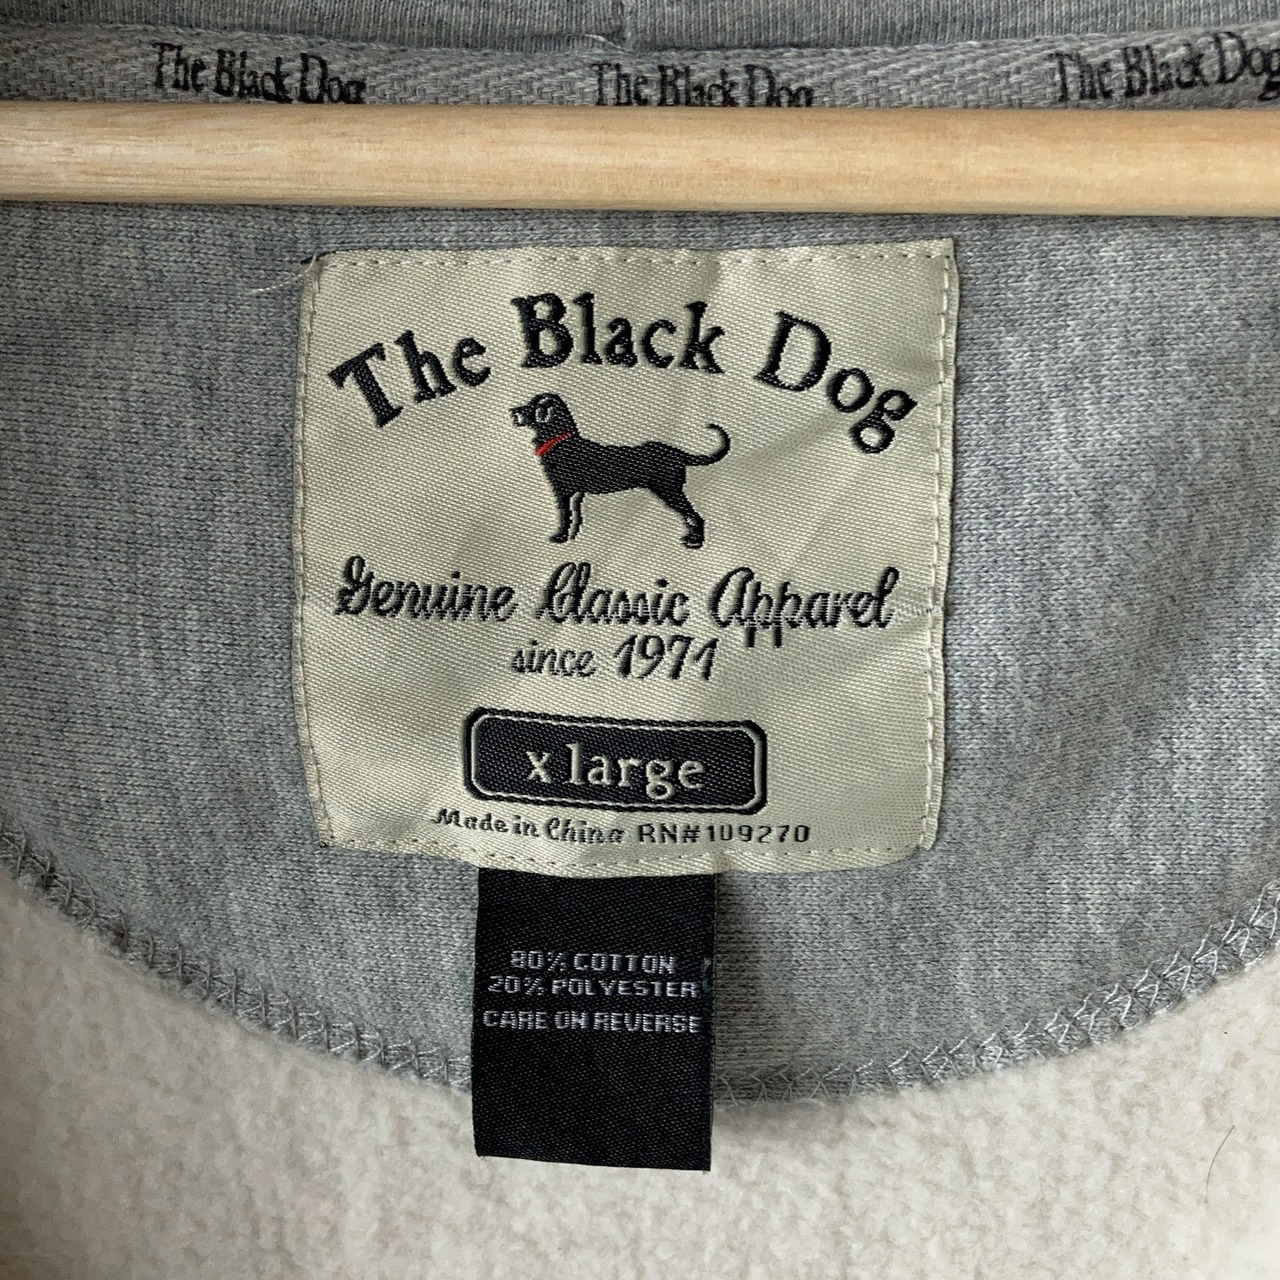 The Black Dog The Black Dog The Black Dog
The Black Dog
Genuine Classic Apparel
since 1971
x large
Made in China RN#109270
80% COTTON
20% POLYESTER
CARE ON REVERSE